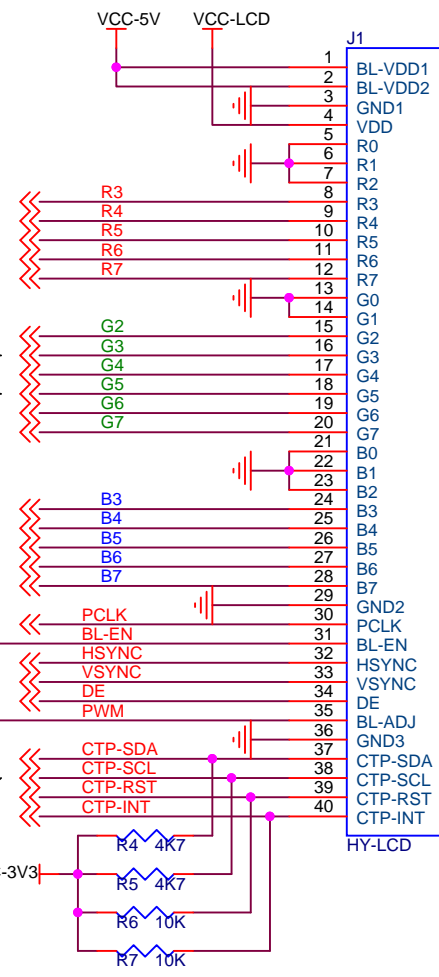 VCC-5V VCC-LCD
J1
1 BL-VDD1
2 BL-VDD2
3 GND1
4 VDD
5 R0
6 R1
7 R2
R3 8 R3
R4 9 R4
R5 10 R5
R6 11 R6
R7 12 R7
13 G0
14 G1
G2 15 G2
G3 16 G3
G4 17 G4
G5 18 G5
G6 19 G6
G7 20 G7
21 B0
22 B1
23 B2
B3 24 B3
B4 25 B4
B5 26 B5
B6 27 B6
B7 28 B7
29 GND2
PCLK 30 PCLK
BL-EN 31 BL-EN
HSYNC 32 HSYNC
VSYNC 33 VSYNC
DE 34 DE
PWM 35 BL-ADJ
36 GND3
CTP-SDA 37 CTP-SDA
CTP-SCL 38 CTP-SCL
CTP-RST 39 CTP-RST
CTP-INT 40 CTP-INT
HY-LCD
R4 4K7
-3V3
R5 4K7
R6 10K
R7 10K